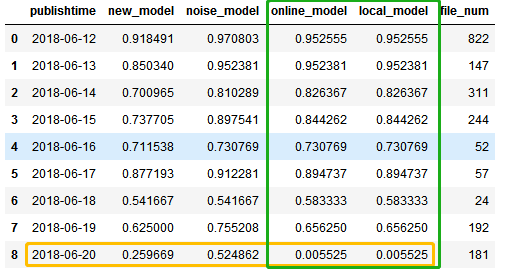 publishtime new_model noise_model online_model local_model file_num
0 2018-06-12 0.918491 0.970803 0.952555 0.952555 822
1 2018-06-13 0.850340 0.952381 0.952381 0.952381 147
2 2018-06-14 0.700965 0.810289 0.826367 0.826367 311
3 2018-06-15 0.737705 0.897541 0.844262 0.844262 244
4 2018-06-16 0.711538 0.730769 0.730769 0.730769 52
5 2018-06-17 0.877193 0.912281 0.894737 0.894737 57
6 2018-06-18 0.541667 0.541667 0.583333 0.583333 24
7 2018-06-19 0.625000 0.755208 0.656250 0.656250 192
8 2018-06-20 0.259669 0.524862 0.005525 0.005525 181